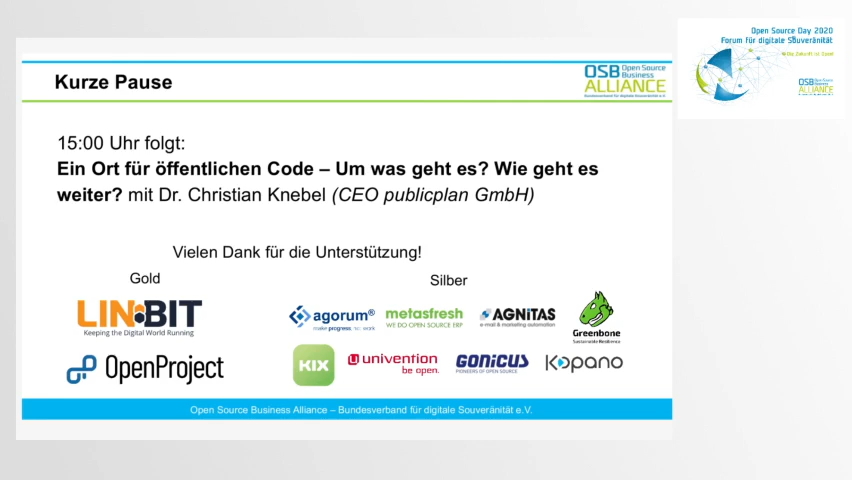 Kurze Pause
OSB Open Source
Business
ALLIANCE
Bundesverband für digitale Souveränität e.V.
Open Source Day 2020
Forum für digitale Souveränität
OSB Open Source
Business
ALLIANCE
15:00 Uhr folgt:
Ein Ort für öffentlichen Code – Um was geht es? Wie geht es
weiter? mit Dr. Christian Knebel (CEO publicplan GmbH)
Vielen Dank für die Unterstützung!
Gold
Silber
LINBIT
Keeping the Digital World Running
agorum®
make progress, not work
metasfresh
WE DO OPEN SOURCE ERP
AGNITAS
e-mail & marketing automation
Greenbone
Sustainable Resilience
OpenProject
KIX
univention
be open.
GONICUS
PIONEERS OF OPEN SOURCE
Kopano
Open Source Business Alliance – Bundesverband für digitale Souveränität e.V.